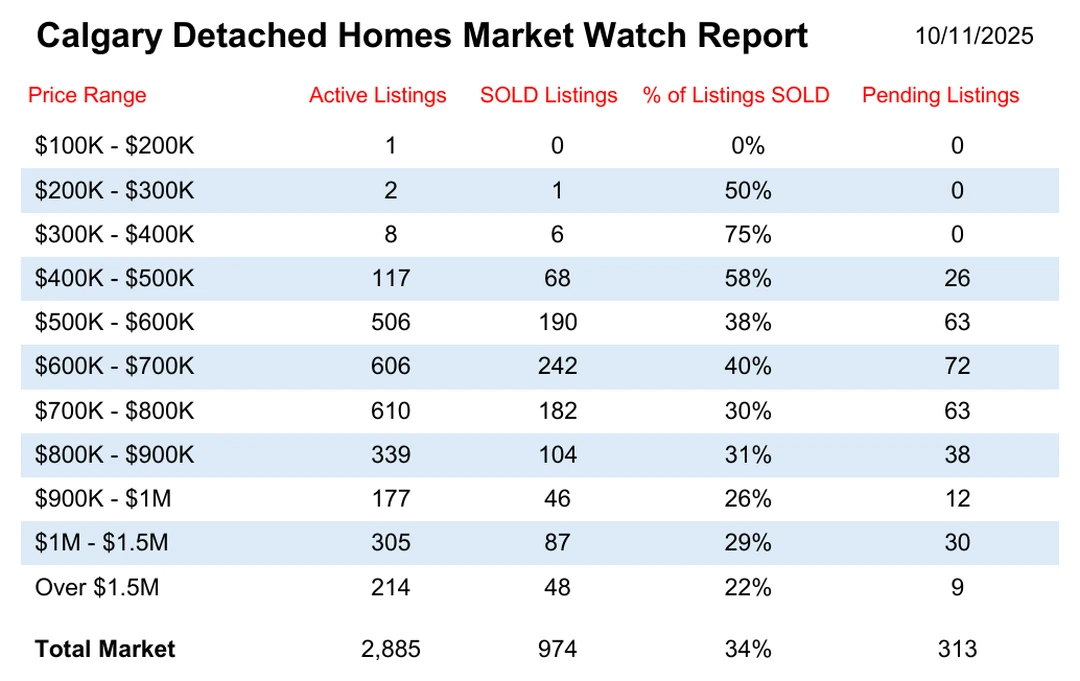 Calgary Detached Homes Market Watch Report 10/11/2025
Price Range Active Listings SOLD Listings % of Listings SOLD Pending Listings
$100K - $200K 1 0 0% 0
$200K - $300K 2 1 50% 0
$300K - $400K 8 6 75% 0
$400K - $500K 117 68 58% 26
$500K - $600K 506 190 38% 63
$600K - $700K 606 242 40% 72
$700K - $800K 610 182 30% 63
$800K - $900K 339 104 31% 38
$900K - $1M 177 46 26% 12
$1M - $1.5M 305 87 29% 30
Over $1.5M 214 48 22% 9
Total Market 2,885 974 34% 313